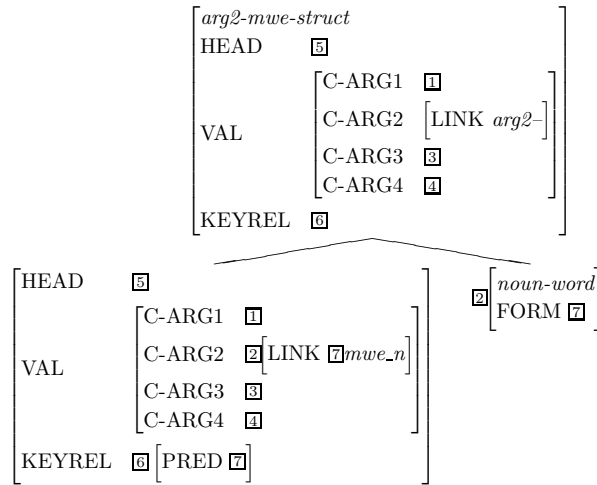 arg2-mwe-struct
HEAD 5
VAL
C-ARG1 1
C-ARG2 [LINK arg2–]
C-ARG3 3
C-ARG4 4
KEYREL 6
HEAD 5
VAL
C-ARG1 1
C-ARG2 2[LINK 7mwe_n]
C-ARG3 3
C-ARG4 4
KEYREL 6 [PRED 7]
2[noun-word
FORM 7]